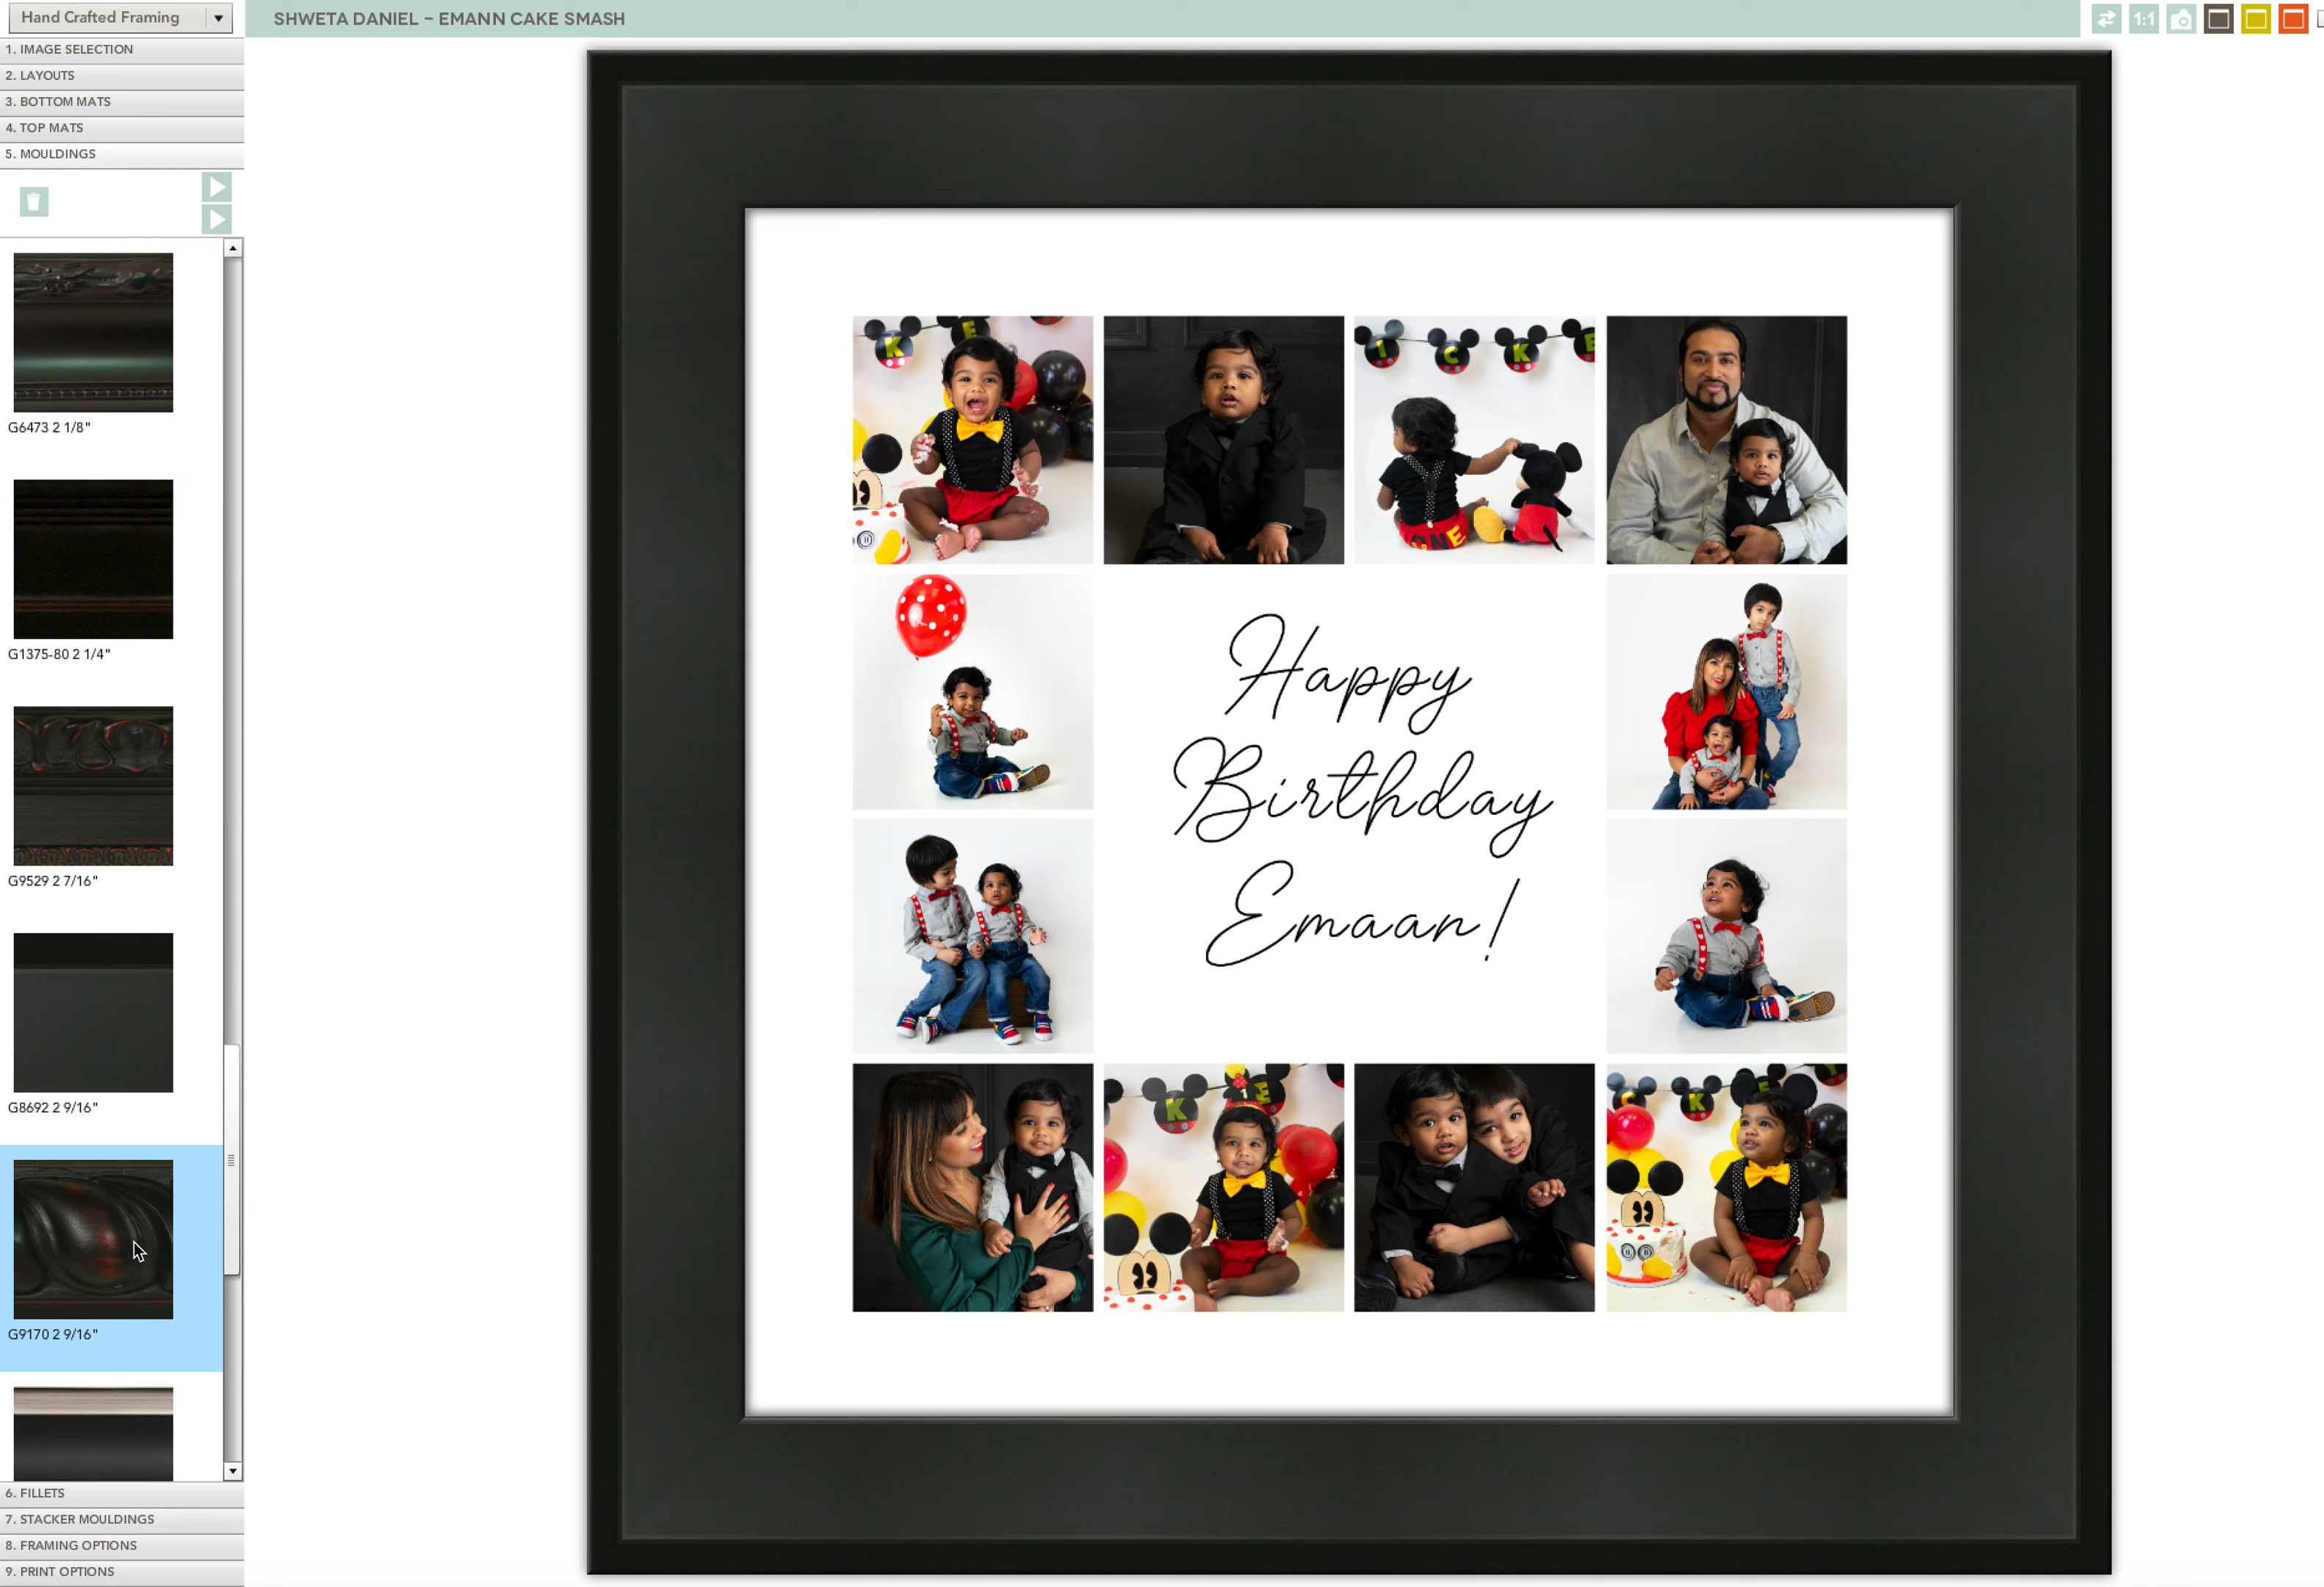 Hand Crafted Framing
SHWETA DANIEL – EMANN CAKE SMASH
1:1
1. IMAGE SELECTION
2. LAYOUTS
3. BOTTOM MATS
4. TOP MATS
5. MOULDINGS
G6473 2 1/8"
G1375-80 2 1/4"
G9529 2 7/16"
G8692 2 9/16"
G9170 2 9/16"
6. FILLETS
7. STACKER MOULDINGS
8. FRAMING OPTIONS
9. PRINT OPTIONS
K E
I C K E
ONE
Happy
Birthday
Emaan!
K E
1
C K E